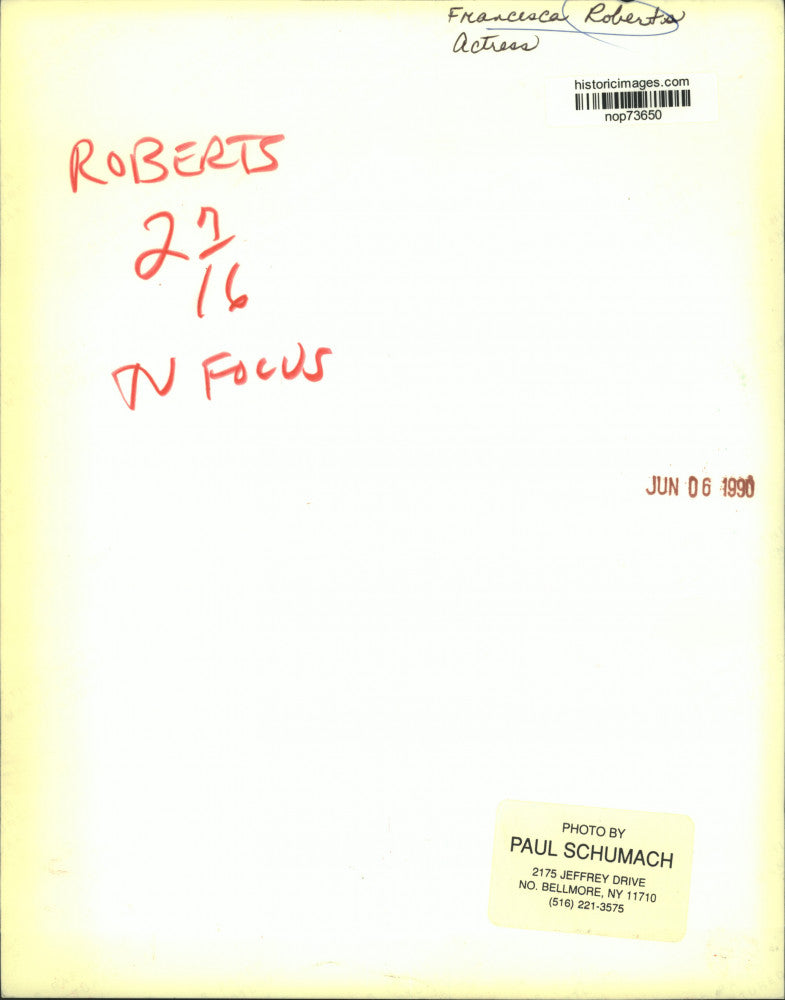 Francesca Roberts
Actress
historicimages.com
nop73650
ROBERTS
2 7/16
TV FOCUS
JUN 06 1990
PHOTO BY
PAUL SCHUMACH
2175 JEFFREY DRIVE
NO. BELLMORE, NY 11710
(516) 221-3575